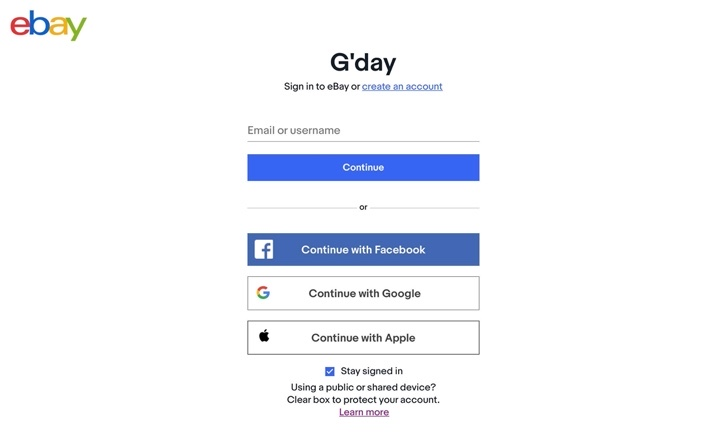 ebay
G'day
Sign in to eBay or create an account
Email or username
Continue
or
Continue with Facebook
Continue with Google
Continue with Apple
Stay signed in
Using a public or shared device?
Clear box to protect your account.
Learn more